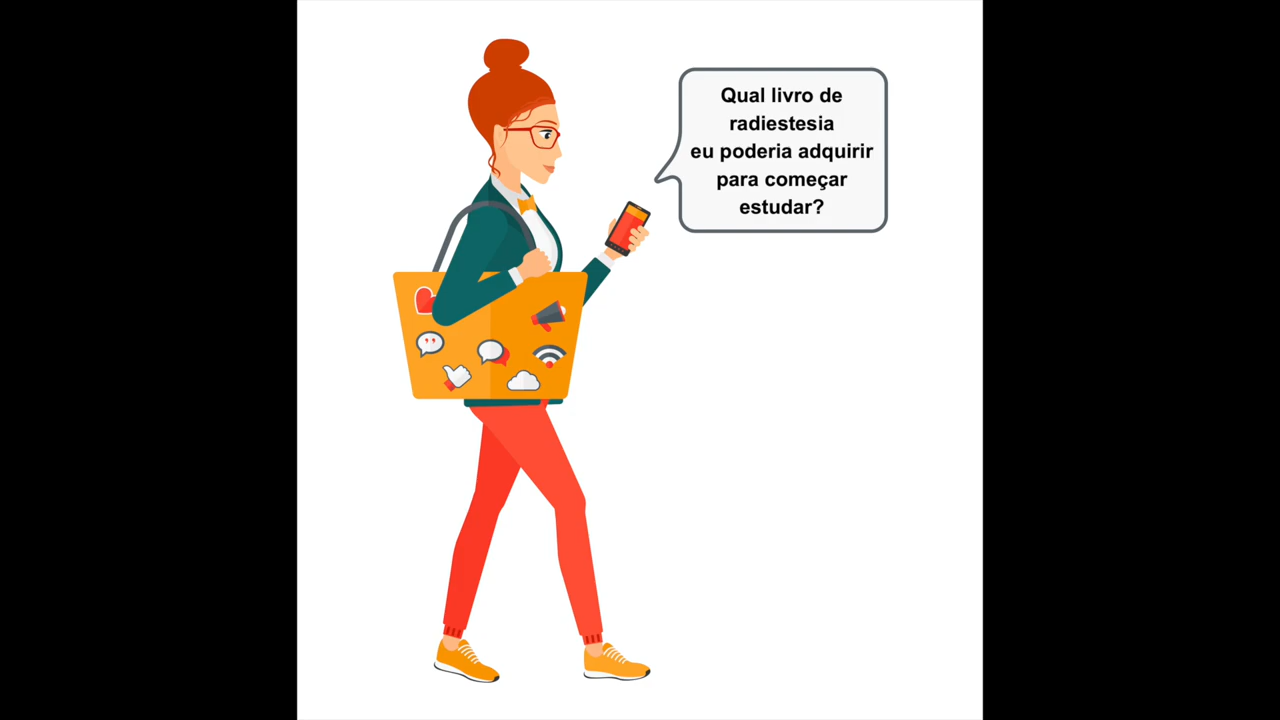 Qual livro de
radiestesia
eu poderia adquirir
para começar
estudar?